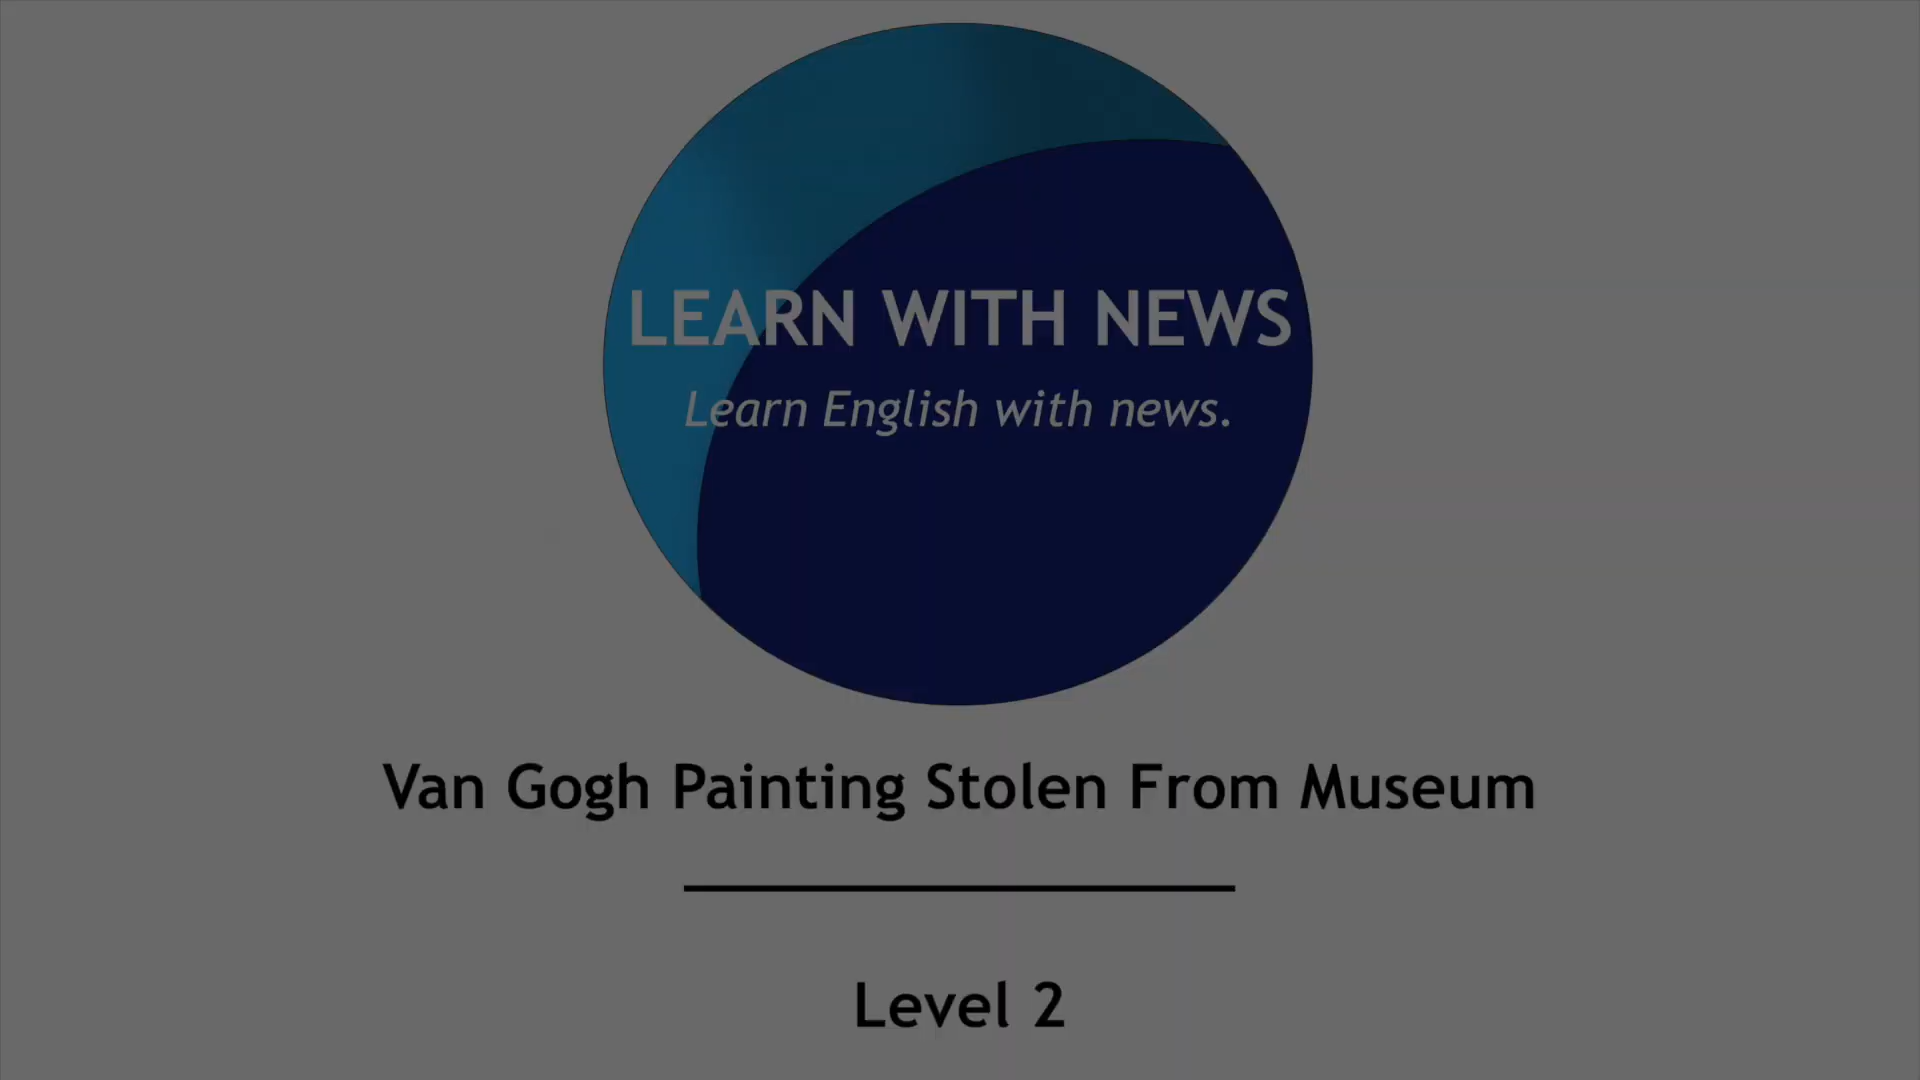 LEARN WITH NEWS
Learn English with news.
Van Gogh Painting Stolen From Museum
Level 2